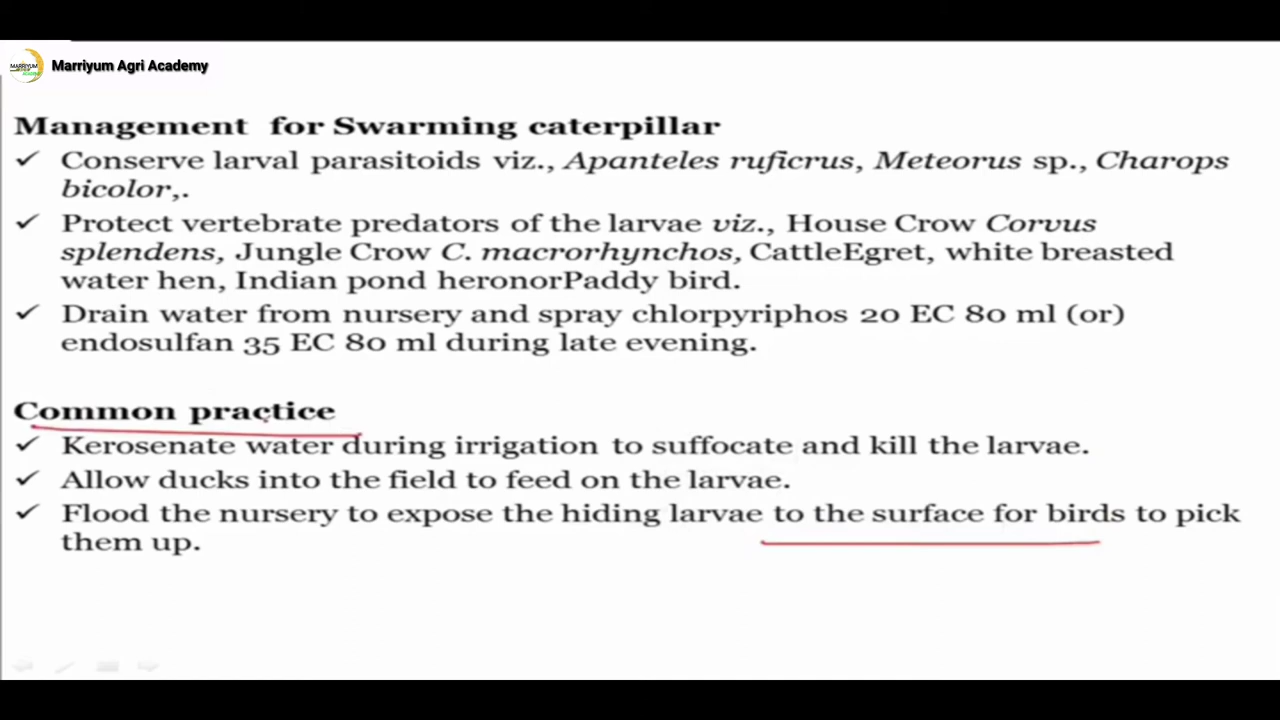 MARRIYUM
Marriyum Agri Academy
Management for Swarming caterpillar
✓ Conserve larval parasitoids viz., Apanteles ruficrus, Meteorus sp., Charops
bicolor,.
✓ Protect vertebrate predators of the larvae viz., House Crow Corvus
splendens, Jungle Crow C. macrorhynchos, CattleEgret, white breasted
water hen, Indian pond heronorPaddy bird.
✓ Drain water from nursery and spray chlorpyriphos 20 EC 80 ml (or)
endosulfan 35 EC 80 ml during late evening.
Common practice
✓ Kerosenate water during irrigation to suffocate and kill the larvae.
✓ Allow ducks into the field to feed on the larvae.
✓ Flood the nursery to expose the hiding larvae to the surface for birds to pick
them up.